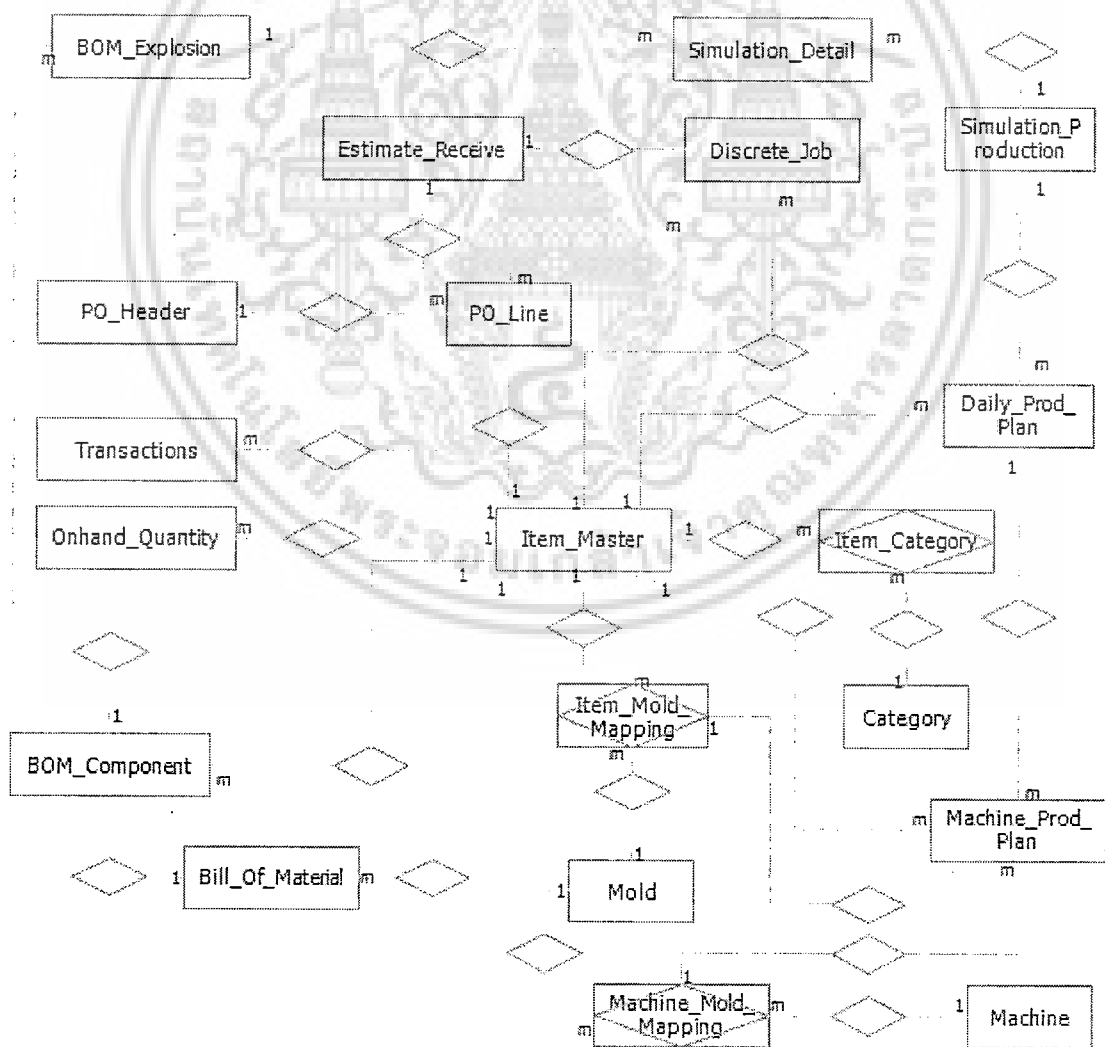 BOM_Explosion
1
m
m
Simulation_Detail
m
1
Simulation_P
roduction
1
Estimate_Receive
1
Discrete_Job
1
m
m
PO_Header
1
m
m
PO_Line
m
Transactions
m
m
Daily_Prod_
Plan
1
Onhand_Quantity
m
1
1
1
1
1
Item_Master
1
m
Item_Category
m
1
1
1
1
1
Category
m
Item_Mold_
Mapping
1
m
1
BOM_Component
m
m
m
Machine_Prod_
Plan
m
1
Bill_Of_Material
m
1
1
Mold
1
Machine_Mold_
Mapping
m
m
1
Machine